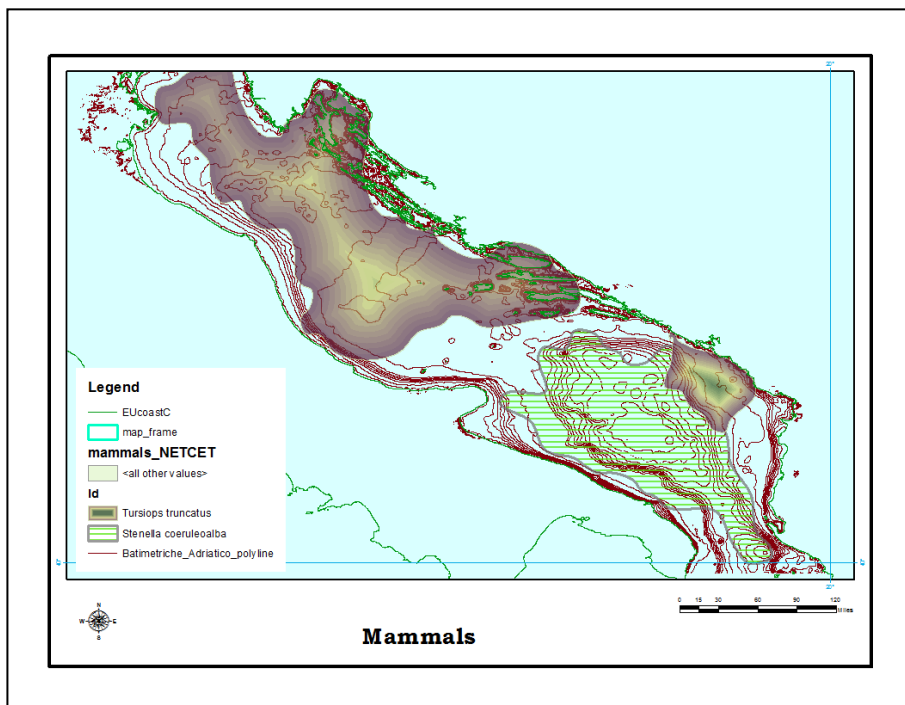 Legend
EUcoastC
map_frame
mammals_NETCET
<all other values>
Id
Tursiops truncatus
Stenella coeruleoalba
Batimetriche_Adriatico_polyline
N
W E
S
0 15 30 60 90 120
Miles
Mammals